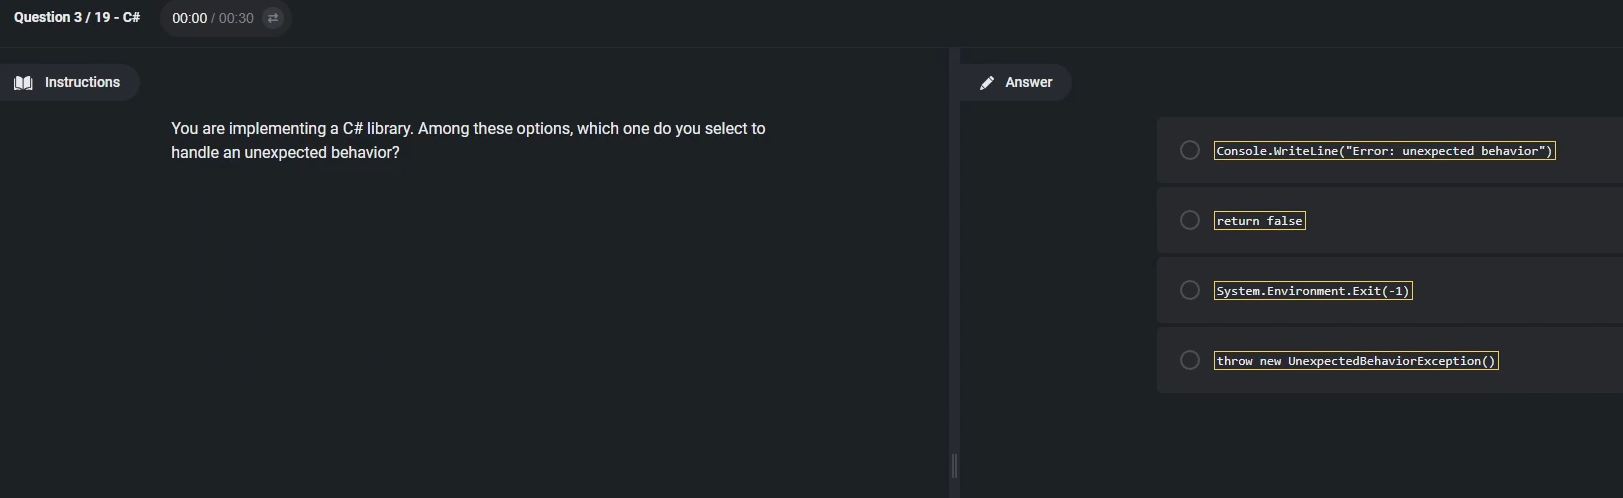 Question 3 / 19 - C#
00:00 / 00:30
Instructions
You are implementing a C# library. Among these options, which one do you select to
handle an unexpected behavior?
Answer
Console.WriteLine("Error: unexpected behavior")
return false
System.Environment.Exit(-1)
throw new UnexpectedBehaviorException()